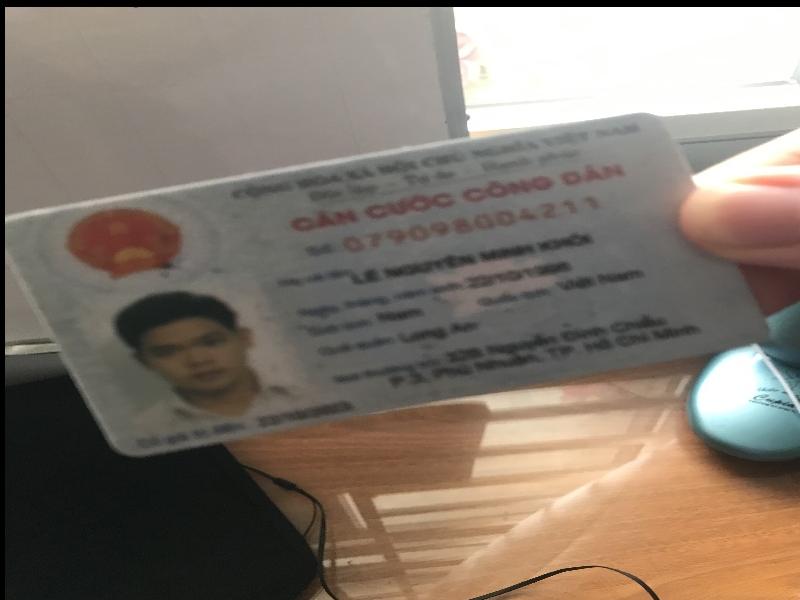 CỘNG HÒA XÃ HỘI CHỦ NGHĨA VIỆT NAM
Độc lập - Tự do - Hạnh phúc
CĂN CƯỚC CÔNG DÂN
Số: 079098004211
Họ và tên: LÊ NGUYỄN MINH KHÔI
Ngày, tháng, năm sinh: 22/10/1998
Giới tính: Nam Quốc tịch: Việt Nam
Quê quán: Long An
Nơi thường trú: Nguyễn Đình Chiểu
P.3, Phú Nhuận, TP. Hồ Chí Minh
Có giá trị đến: 22/10/2023